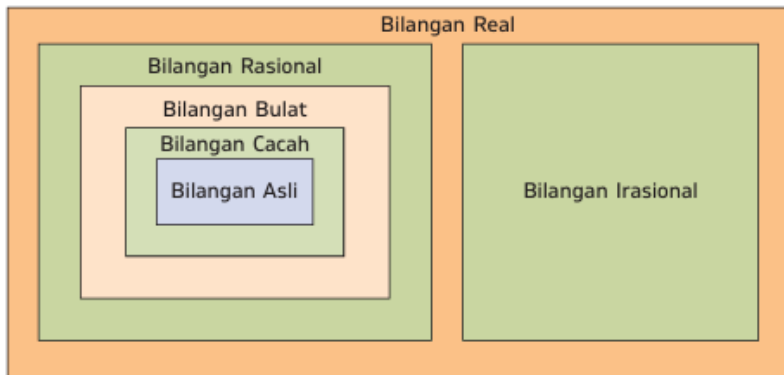 Bilangan Real
Bilangan Rasional
Bilangan Bulat
Bilangan Cacah
Bilangan Asli
Bilangan Irasional